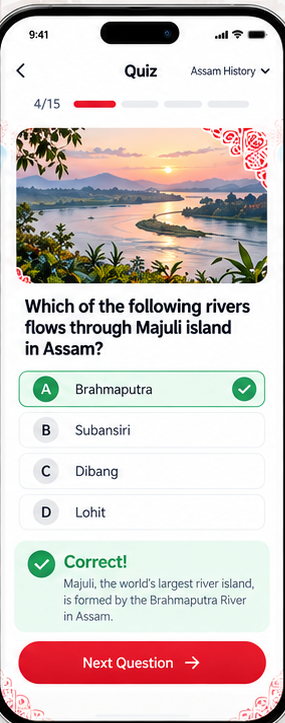 9:41
Quiz
Assam History
4/15
Which of the following rivers
flows through Majuli island
in Assam?
A Brahmaputra
B Subansiri
C Dibang
D Lohit
Correct!
Majuli, the world's largest river island,
is formed by the Brahmaputra River
in Assam.
Next Question →